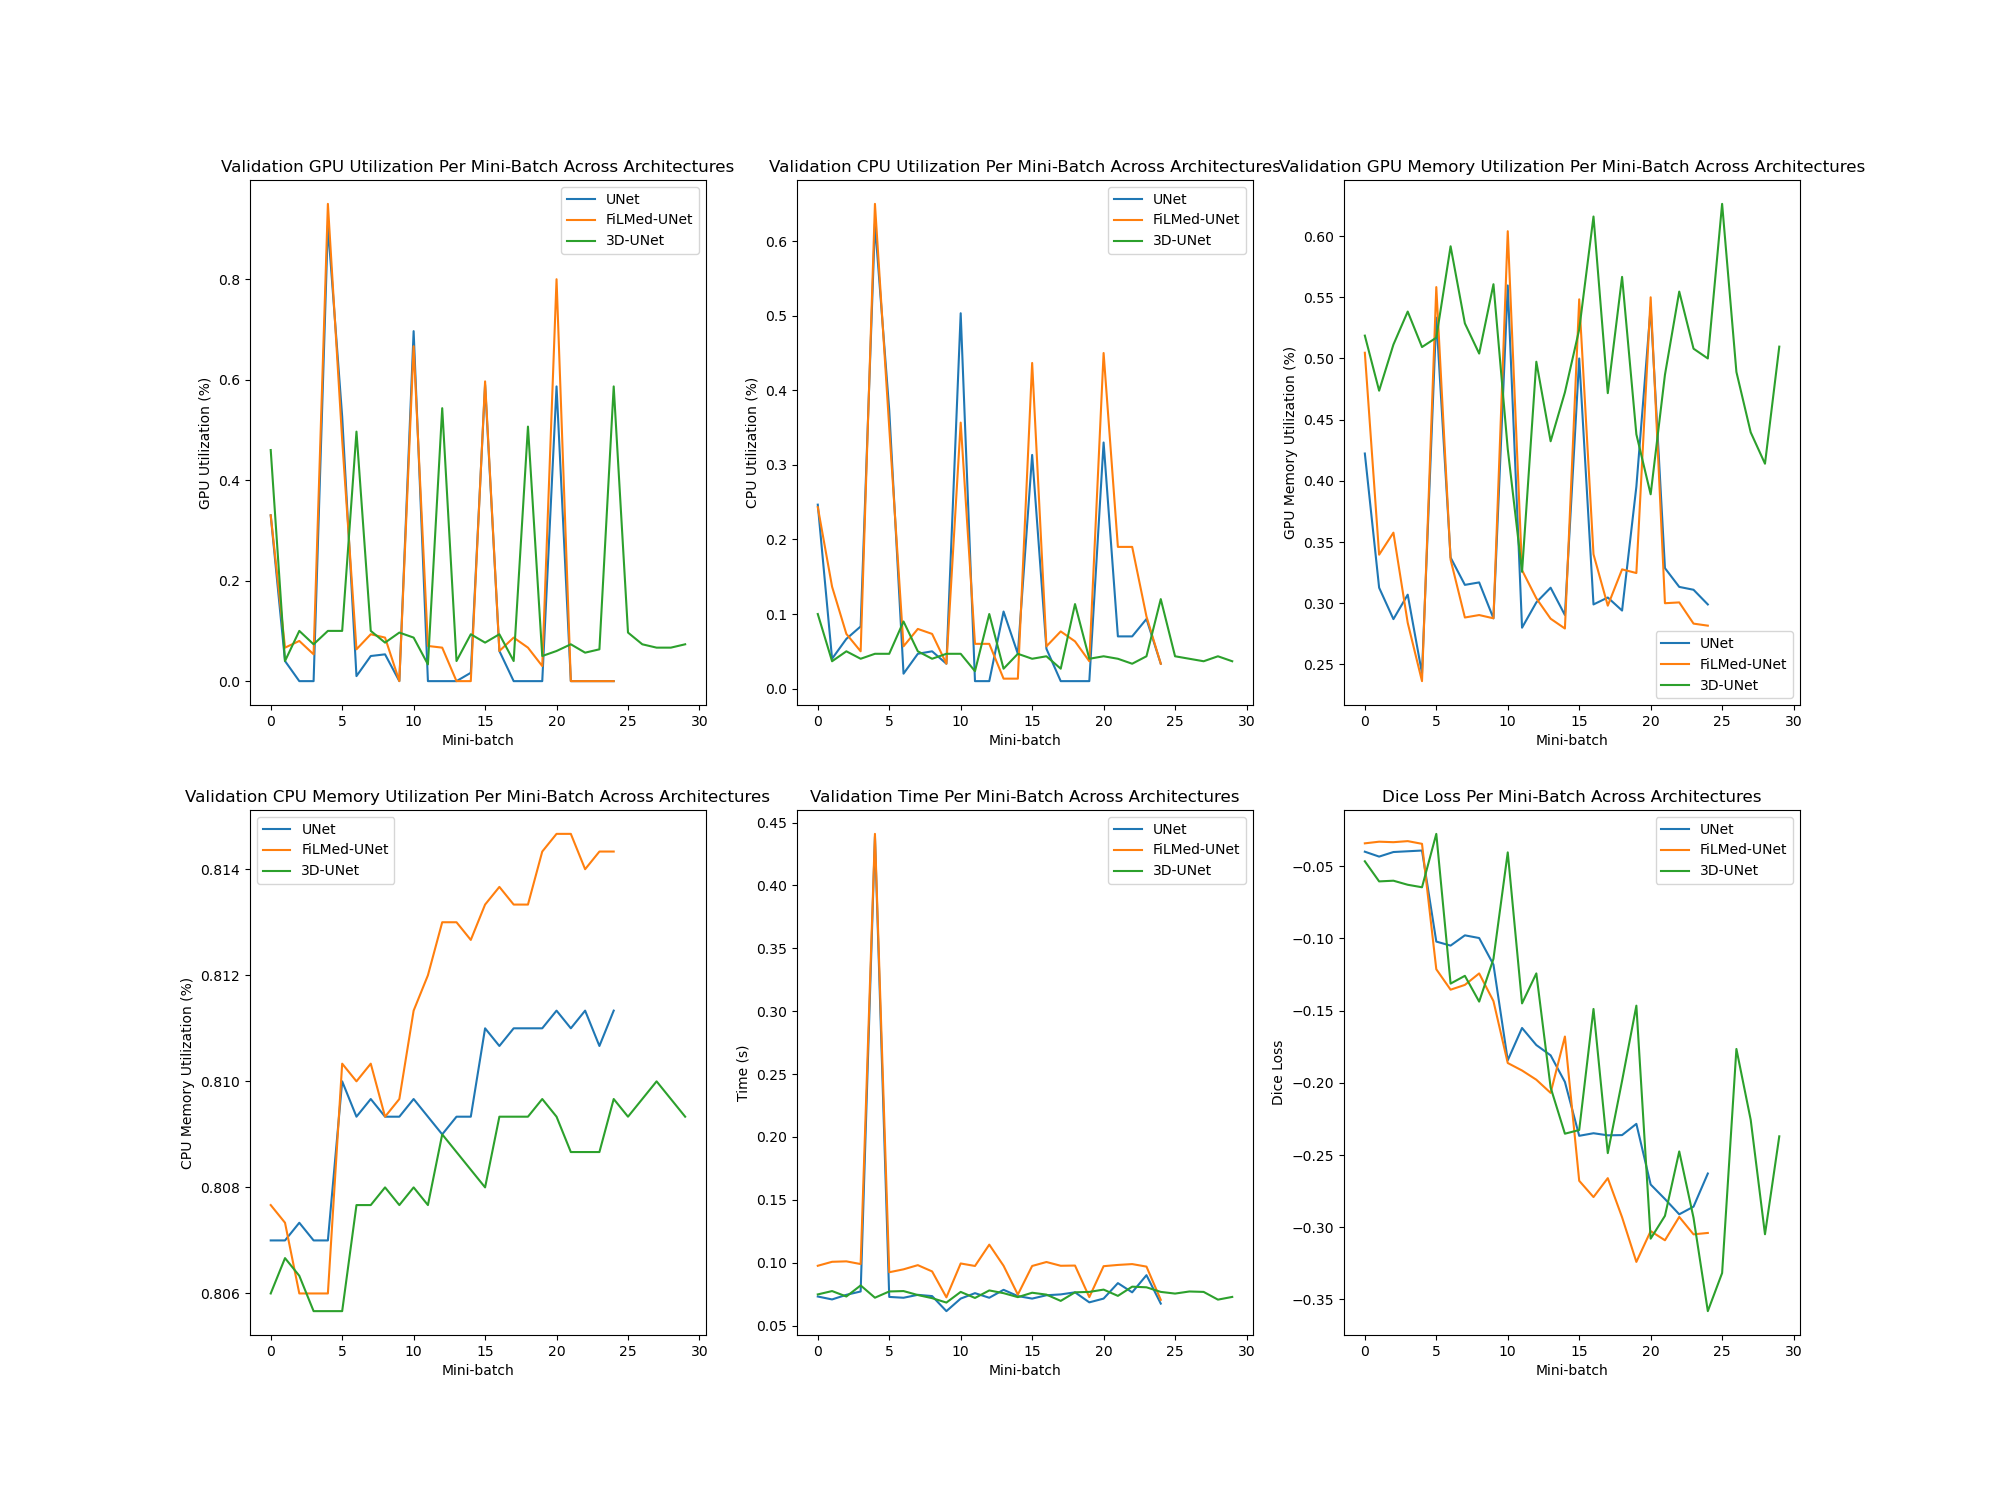 Validation GPU Utilization Per Mini-Batch Across Architectures
UNet
FiLMed-UNet
3D-UNet
GPU Utilization (%)
0.8
0.6
0.4
0.2
0.0
0 5 10 15 20 25 30
Mini-batch
Validation CPU Utilization Per Mini-Batch Across Architectures
UNet
FiLMed-UNet
3D-UNet
CPU Utilization (%)
0.6
0.5
0.4
0.3
0.2
0.1
0.0
0 5 10 15 20 25 30
Mini-batch
Validation GPU Memory Utilization Per Mini-Batch Across Architectures
GPU Memory Utilization (%)
0.60
0.55
0.50
0.45
0.40
0.35
0.30
0.25
UNet
FiLMed-UNet
3D-UNet
0 5 10 15 20 25 30
Mini-batch
Validation CPU Memory Utilization Per Mini-Batch Across Architectures
UNet
FiLMed-UNet
3D-UNet
CPU Memory Utilization (%)
0.814
0.812
0.810
0.808
0.806
0 5 10 15 20 25 30
Mini-batch
Validation Time Per Mini-Batch Across Architectures
UNet
FiLMed-UNet
3D-UNet
Time (s)
0.45
0.40
0.35
0.30
0.25
0.20
0.15
0.10
0.05
0 5 10 15 20 25 30
Mini-batch
Dice Loss Per Mini-Batch Across Architectures
UNet
FiLMed-UNet
3D-UNet
Dice Loss
−0.05
−0.10
−0.15
−0.20
−0.25
−0.30
−0.35
0 5 10 15 20 25 30
Mini-batch